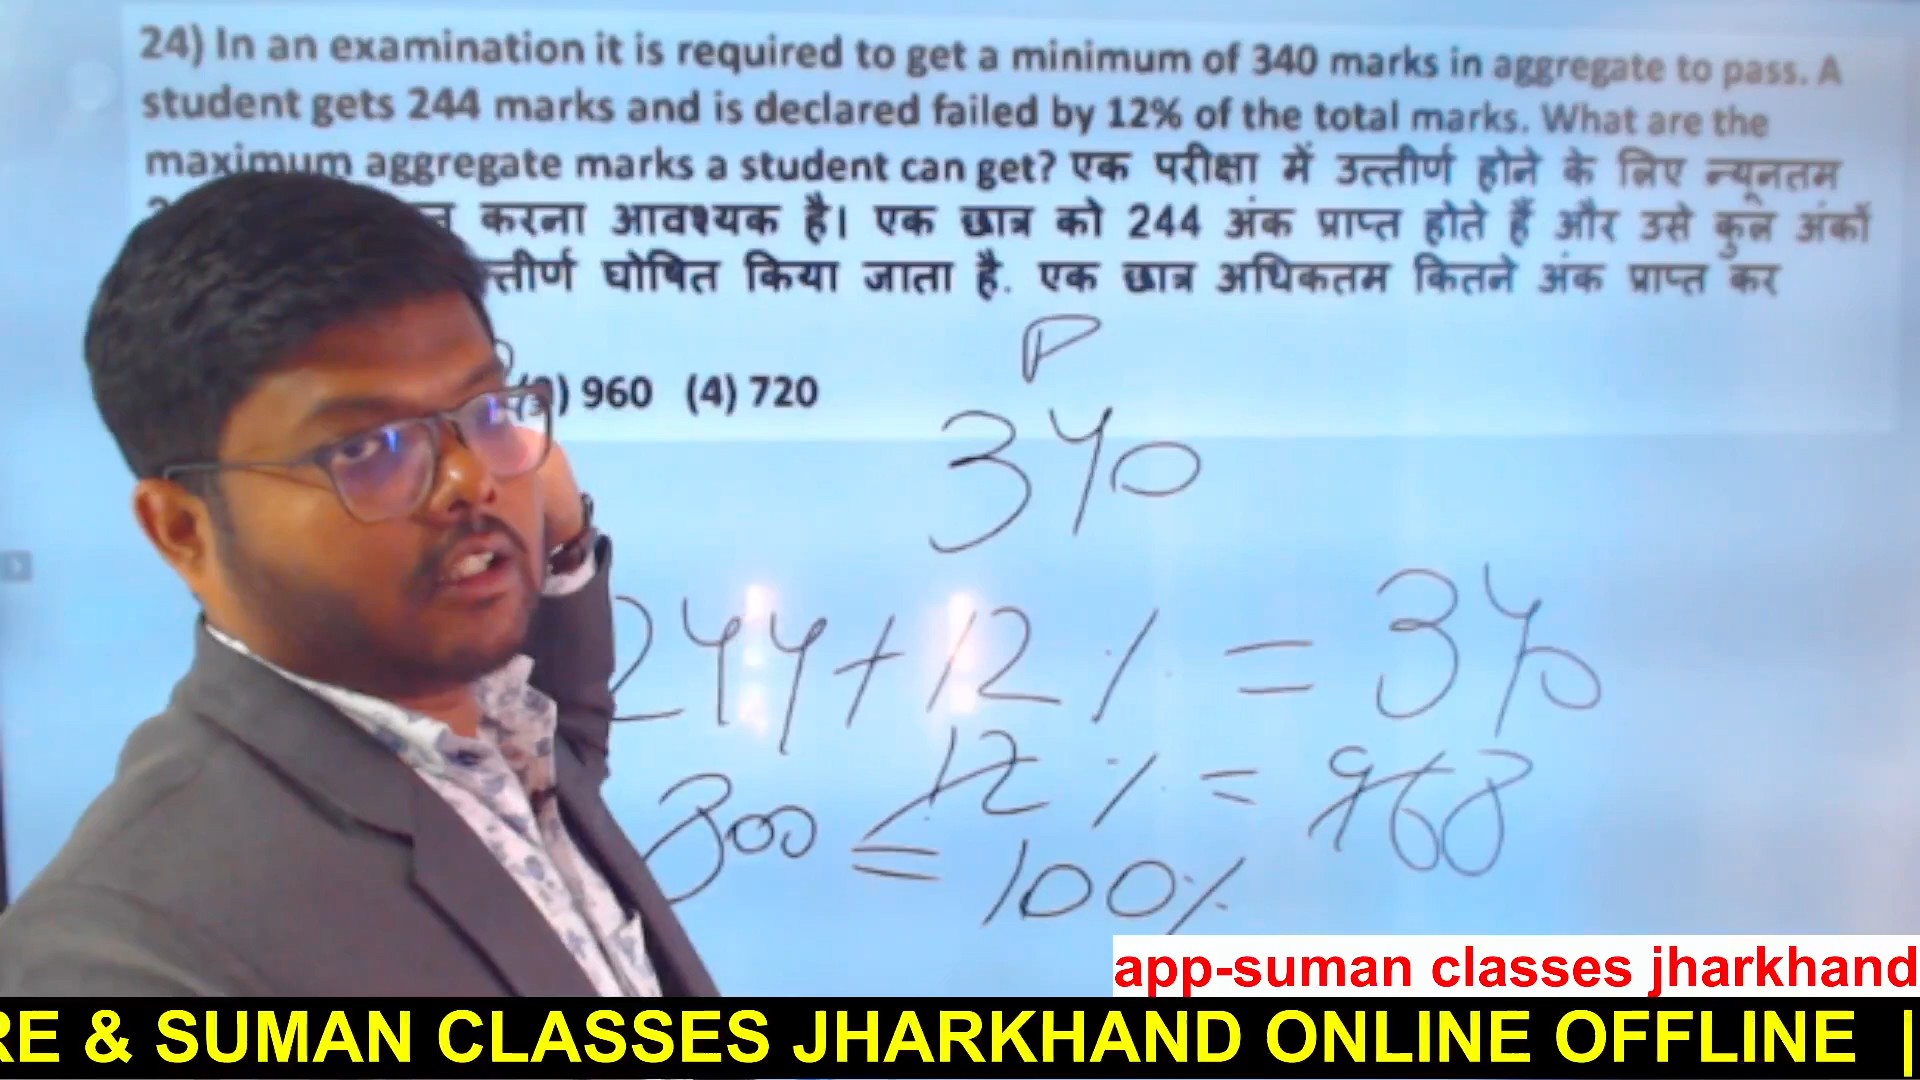 24) In an examination it is required to get a minimum of 340 marks in aggregate to pass. A
student gets 244 marks and is declared failed by 12% of the total marks. What are the
maximum aggregate marks a student can get? एक परीक्षा में उत्तीर्ण होने के लिए न्यूनतम
करना आवश्यक है। एक छात्र को 244 अंक प्राप्त होते हैं और उसे कुल अंकों
घोषित किया जाता है. एक छात्र अधिकतम कितने अंक प्राप्त कर
960 (4) 720
P
340
244+12% = 340
12% =
800 = 100%
app-suman classes jharkhand
RE & SUMAN CLASSES JHARKHAND ONLINE OFFLINE |